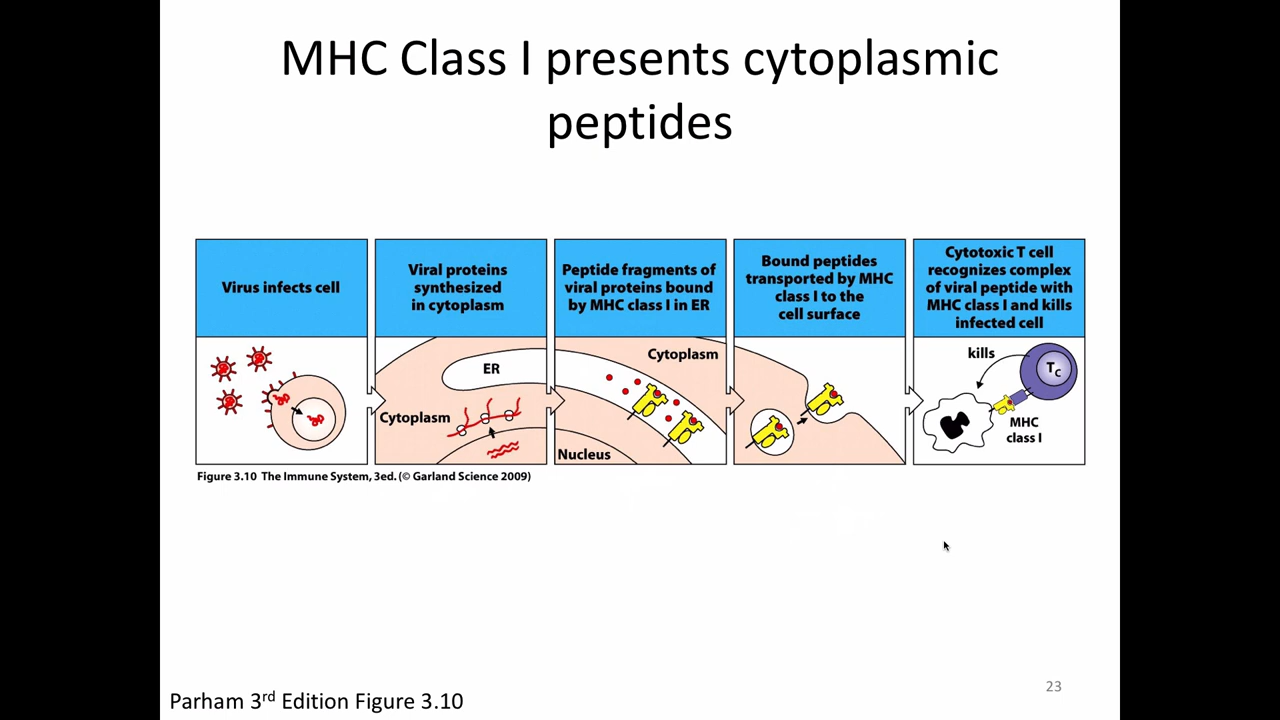 MHC Class I presents cytoplasmic
peptides
Virus infects cell
Viral proteins
synthesized
in cytoplasm
Peptide fragments of
viral proteins bound
by MHC class I in ER
Bound peptides
transported by MHC
class I to the
cell surface
Cytotoxic T cell
recognizes complex
of viral peptide with
MHC class I and kills
infected cell
ER
Cytoplasm
Cytoplasm
Nucleus
kills
TC
MHC
class I
Figure 3.10 The Immune System, 3ed. (© Garland Science 2009)
23
Parham 3rd Edition Figure 3.10